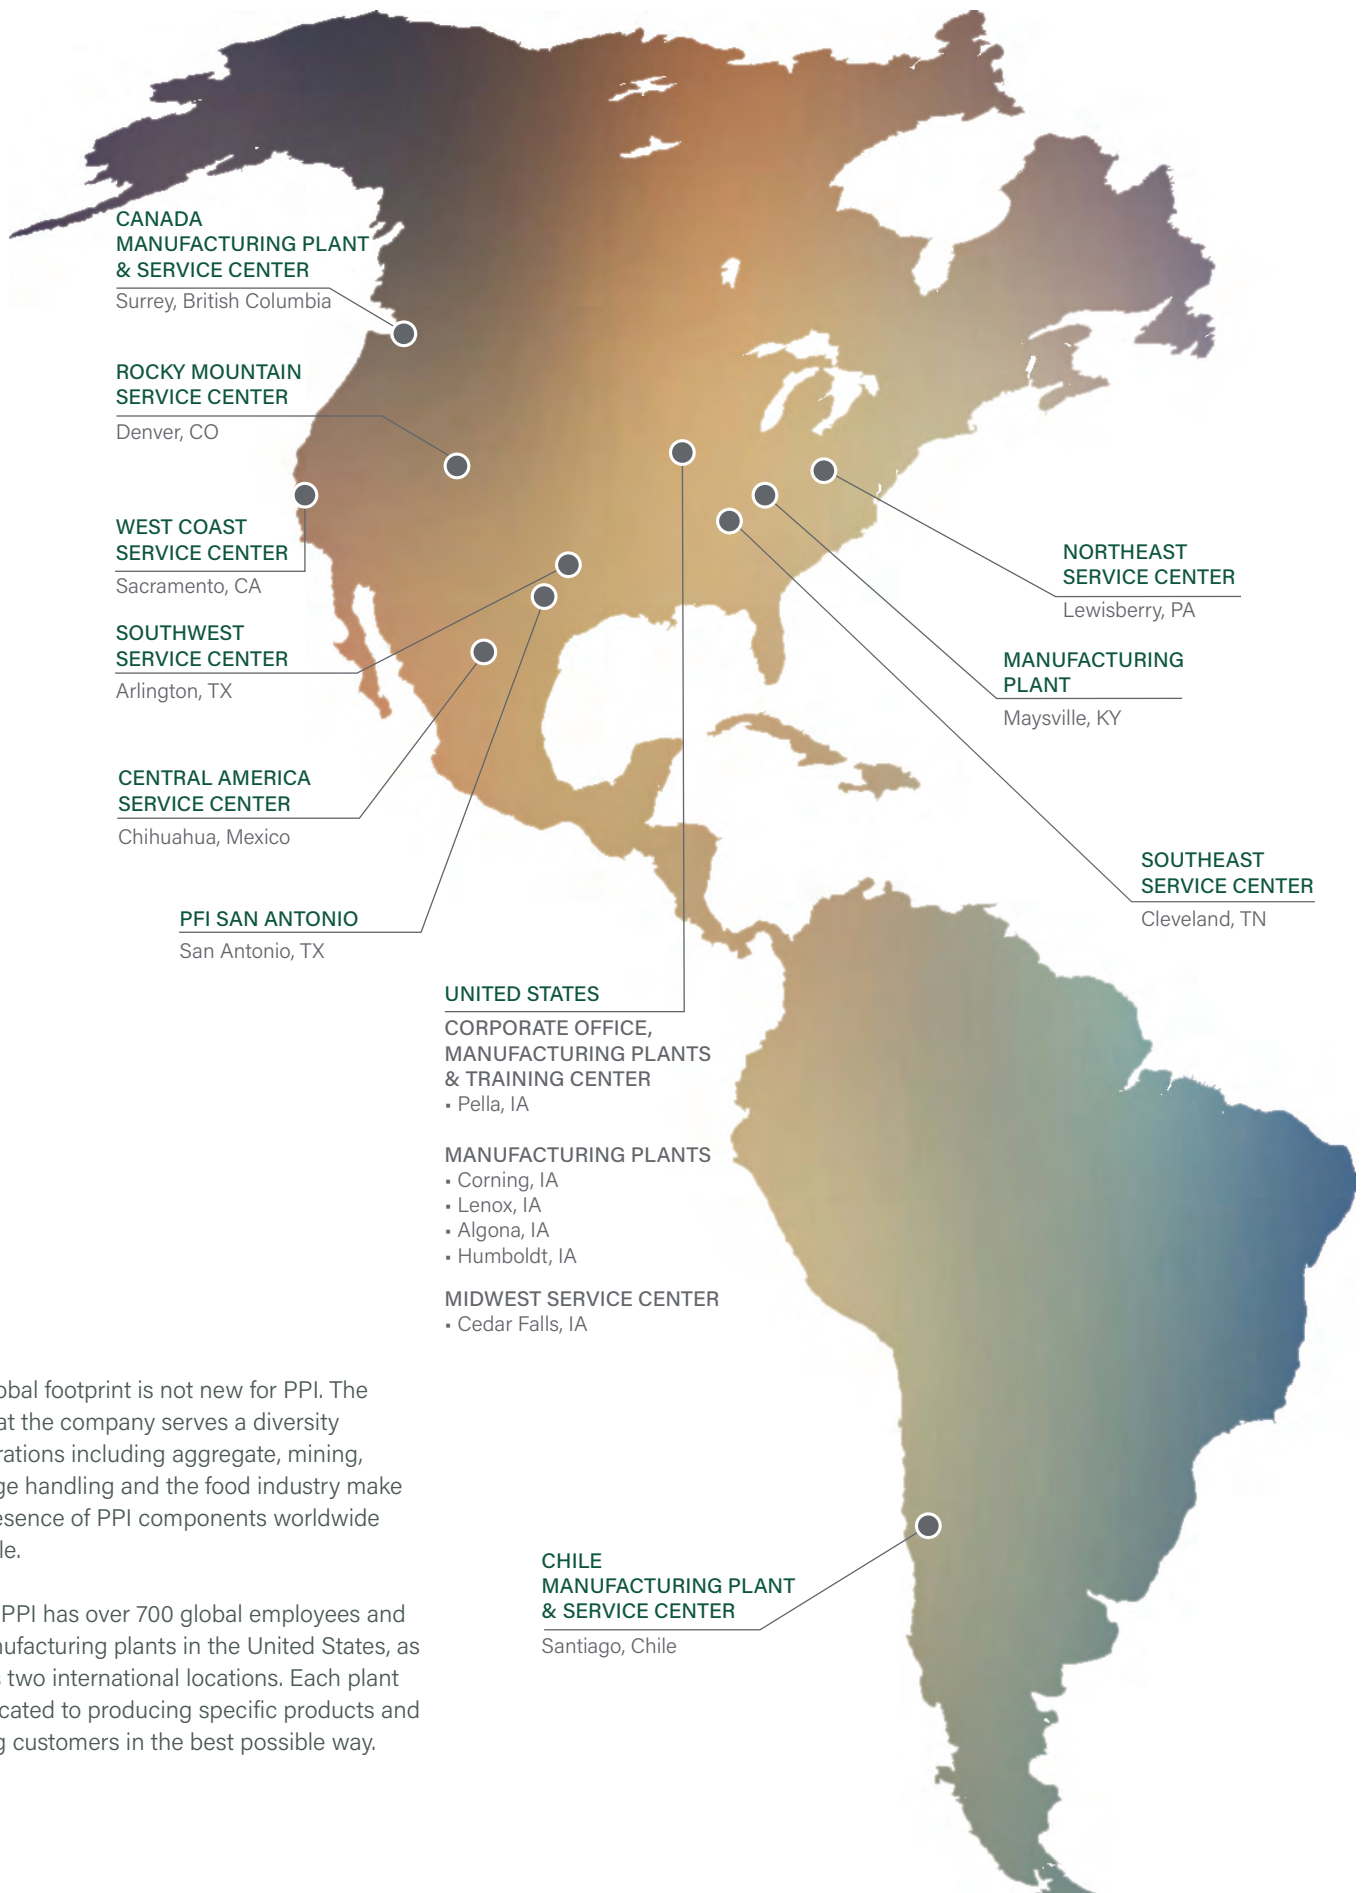 CANADA
MANUFACTURING PLANT
& SERVICE CENTER
Surrey, British Columbia
ROCKY MOUNTAIN
SERVICE CENTER
Denver, CO
WEST COAST
SERVICE CENTER
Sacramento, CA
SOUTHWEST
SERVICE CENTER
Arlington, TX
CENTRAL AMERICA
SERVICE CENTER
Chihuahua, Mexico
PFI SAN ANTONIO
San Antonio, TX
NORTHEAST
SERVICE CENTER
Lewisberry, PA
MANUFACTURING
PLANT
Maysville, KY
SOUTHEAST
SERVICE CENTER
Cleveland, TN
UNITED STATES
CORPORATE OFFICE,
MANUFACTURING PLANTS
& TRAINING CENTER
• Pella, IA
MANUFACTURING PLANTS
• Corning, IA
• Lenox, IA
• Algona, IA
• Humboldt, IA
MIDWEST SERVICE CENTER
• Cedar Falls, IA
CHILE
MANUFACTURING PLANT
& SERVICE CENTER
Santiago, Chile
footprint is not new for PPI. The
the company serves a diversity
including aggregate, mining,
handling and the food industry make
of PPI components worldwide
PPI has over 700 global employees and
plants in the United States, as
two international locations. Each plant
to producing specific products and
customers in the best possible way.